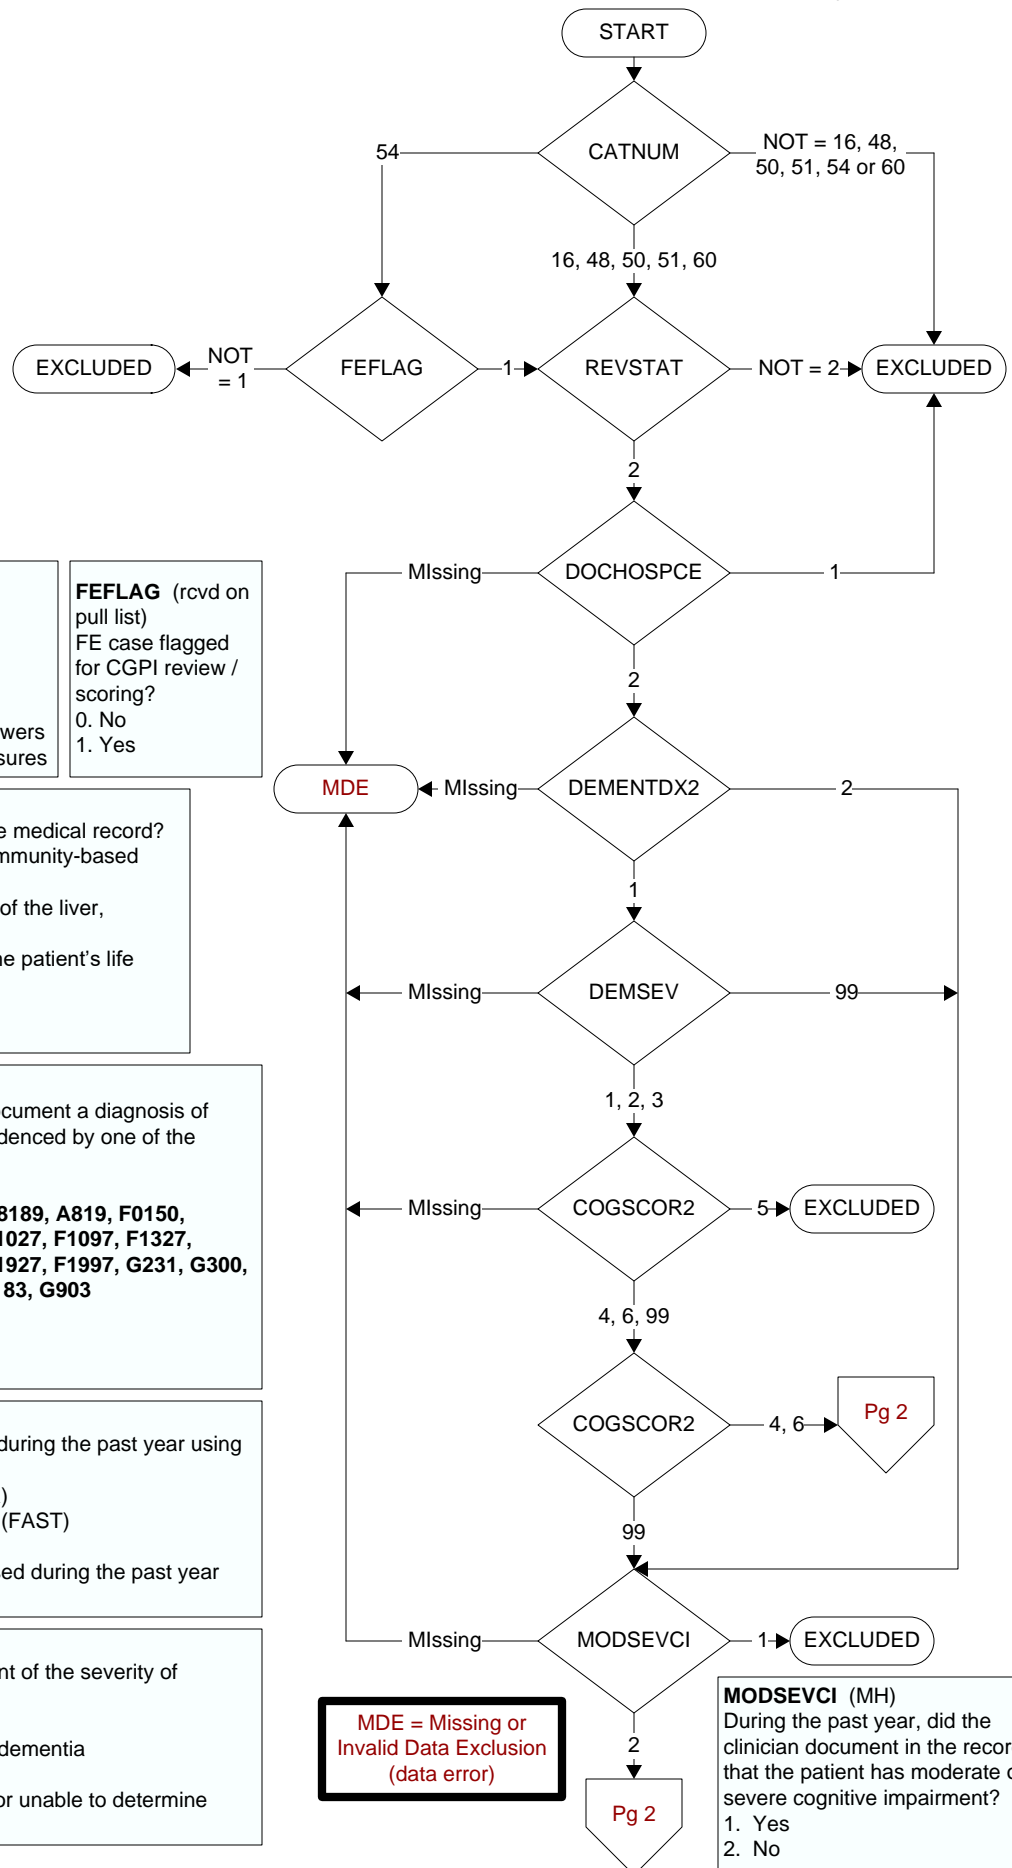 START
CATNUM
54
NOT = 16, 48,
50, 51, 54 or 60
16, 48, 50, 51, 60
EXCLUDED
NOT
= 1
FEFLAG
1
REVSTAT
NOT = 2
EXCLUDED
2
MIssing
DOCHOSPCE
1
2
wers
sures
FEFLAG (rcvd on
pull list)
FE case flagged
for CGPI review /
scoring?
0. No
1. Yes
MDE
MIssing
DEMENTDX2
2
1
e medical record?
mmunity-based
of the liver,
he patient's life
MIssing
DEMSEV
99
1, 2, 3
ocument a diagnosis of
idenced by one of the
8189, A819, F0150,
1027, F1097, F1327,
1927, F1997, G231, G300,
83, G903
MIssing
COGSCOR2
5
EXCLUDED
4, 6, 99
COGSCOR2
4, 6
Pg 2
99
during the past year using
)
(FAST)
sed during the past year
MIssing
MODSEVCI
1
EXCLUDED
2
Pg 2
nt of the severity of
dementia
or unable to determine
MDE = Missing or
Invalid Data Exclusion
(data error)
MODSEVCI (MH)
During the past year, did the
clinician document in the recor
that the patient has moderate o
severe cognitive impairment?
1. Yes
2. No